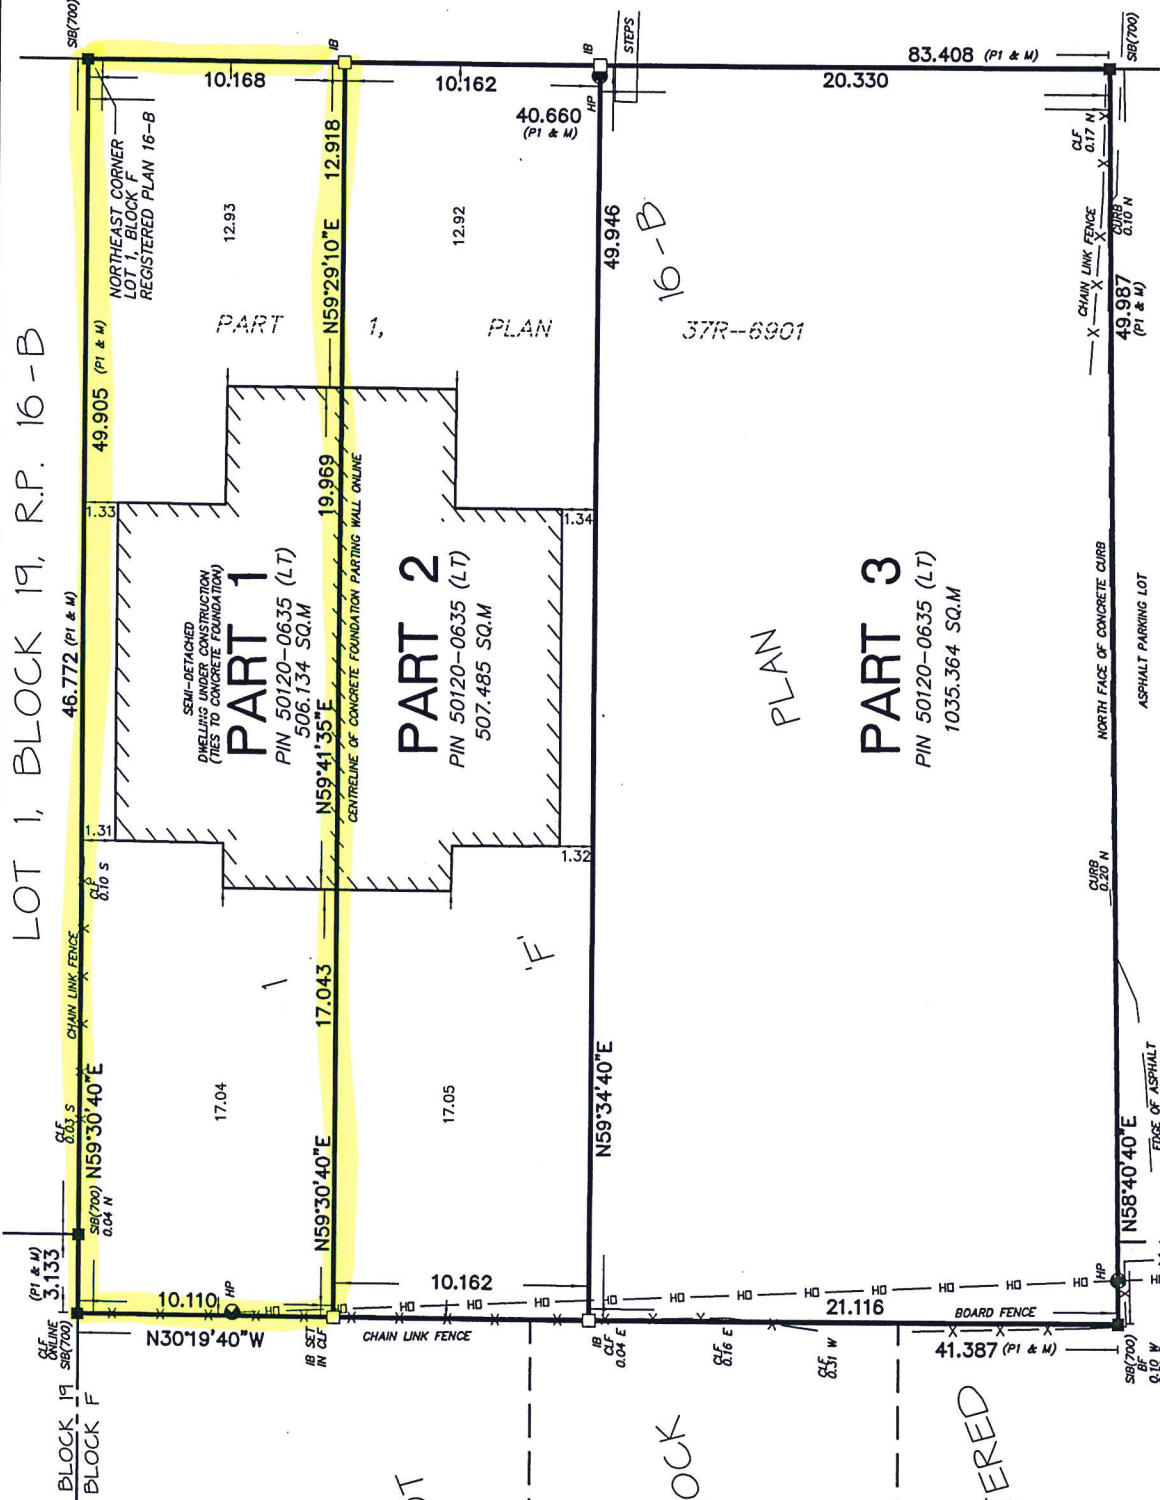 SIB(700)
IB
IB
STEPS
83.408 (P1 & M)
SIB(700)
10.168
10.162
20.330
HP
40.660
(P1 & M)
NORTHEAST CORNER
LOT 1, BLOCK F
REGISTERED PLAN 16-B
12.918
12.93
12.92
49.946
16-B
CLF
0.17 N
CHAIN LINK FENCE
CURB
0.10 N
49.987
(P1 & M)
N59°29'10"E
PART 1, PLAN 37R-6901
LOT 1, BLOCK 19, R.P. 16-B
49.905 (P1 & M)
46.772 (P1 & M)
1.33
1.34
19.969
CENTRELINE OF CONCRETE FOUNDATION PARTING WALL ONLINE
SEMI-DETACHED
DWELLING UNDER CONSTRUCTION
(TIES TO CONCRETE FOUNDATION)
PART 1
PIN 50120-0635 (LT)
506.134 SQ.M
N59°41'35"E
PART 2
PIN 50120-0635 (LT)
507.485 SQ.M
PLAN
PART 3
PIN 50120-0635 (LT)
1035.364 SQ.M
NORTH FACE OF CONCRETE CURB
ASPHALT PARKING LOT
1.31
1.32
CLF
0.10 S
CURB
0.20 N
CHAIN LINK FENCE
1
'F'
17.043
17.04
17.05
CLF
0.03 S
N59°30'40"E
N59°30'40"E
N59°34'40"E
N58°40'40"E
EDGE OF ASPHALT
SIB(700)
0.04 N
(P1 & M)
3.133
10.110
HP
10.162
HO HO HO HO HO HO HO
HP
21.116
BOARD FENCE
CLF
ONLINE
SIB(700)
N30°19'40"W
IB SET
IN CLF
CHAIN LINK FENCE
IB
CLF
0.04 E
CLF
0.16 E
CLF
0.31 W
41.387 (P1 & M)
SIB(700)
BF
0.10 W
BLOCK 19
BLOCK F
OT
OCK
ERED